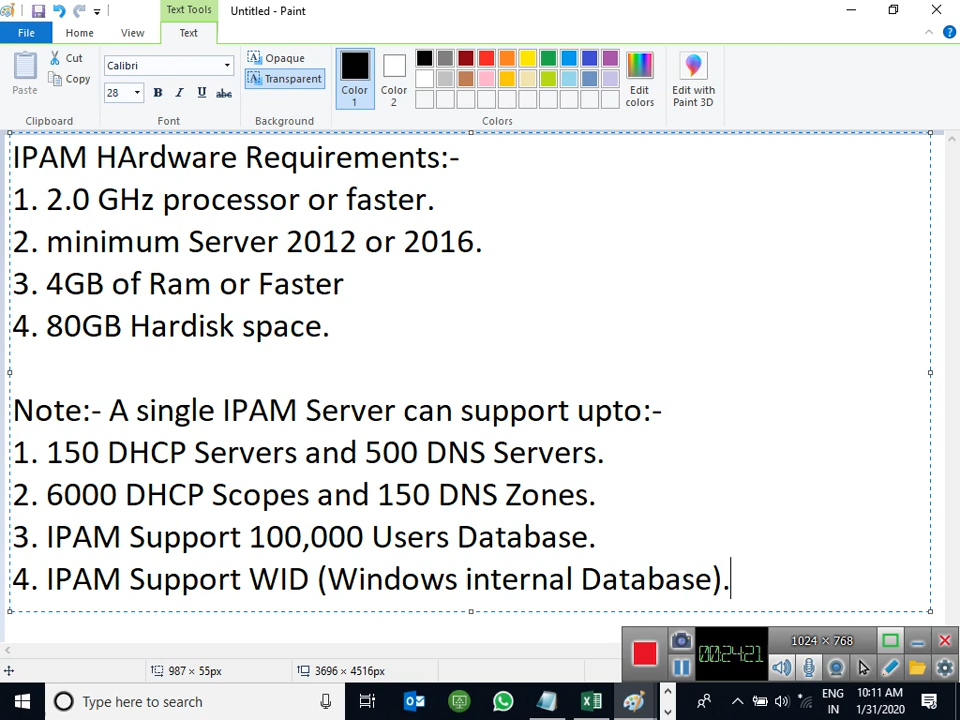 Text Tools
Untitled - Paint
File
Home
View
Text
Paste
Cut
Copy
Clipboard
Calibri
28
B
I
U
abc
Font
Opaque
Transparent
Background
Color 1
Color 2
Edit colors
Edit with Paint 3D
Colors
IPAM HArdware Requirements:-
1. 2.0 GHz processor or faster.
2. minimum Server 2012 or 2016.
3. 4GB of Ram or Faster
4. 80GB Hardisk space.
Note:- A single IPAM Server can support upto:-
1. 150 DHCP Servers and 500 DNS Servers.
2. 6000 DHCP Scopes and 150 DNS Zones.
3. IPAM Support 100,000 Users Database.
4. IPAM Support WID (Windows internal Database).
987 × 55px
3696 × 4516px
00:24:21
1024 × 768
Type here to search
ENG
IN
10:11 AM
1/31/2020